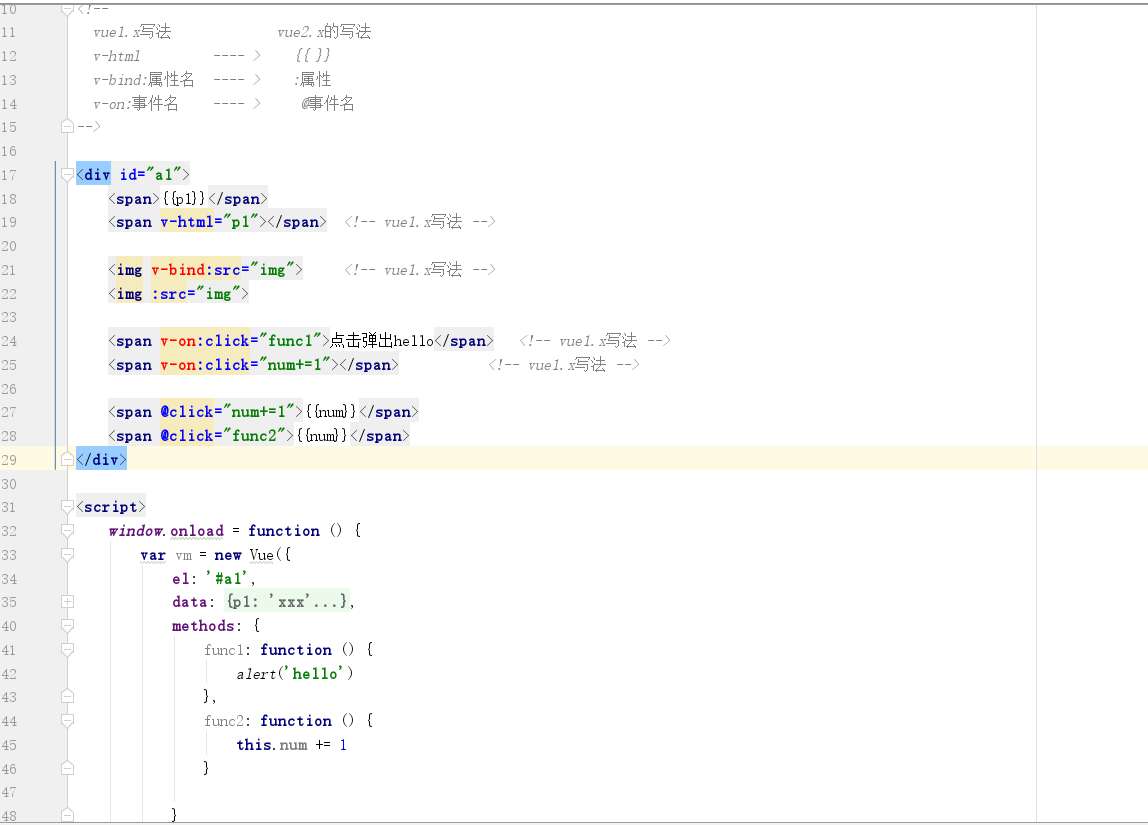 10 <!--
11 vue1.x写法 vue2.x的写法
12 v-html ---- > {{ }}
13 v-bind:属性名 ---- > :属性
14 v-on:事件名 ---- > @事件名
15 -->
16
17 <div id="a1">
18 <span>{{p1}}</span>
19 <span v-html="p1"></span> <!-- vue1.x写法 -->
20
21 <img v-bind:src="img"> <!-- vue1.x写法 -->
22 <img :src="img">
23
24 <span v-on:click="func1">点击弹出hello</span> <!-- vue1.x写法 -->
25 <span v-on:click="num+=1"></span> <!-- vue1.x写法 -->
26
27 <span @click="num+=1">{{num}}</span>
28 <span @click="func2">{{num}}</span>
29 </div>
30
31 <script>
32 window.onload = function () {
33 var vm = new Vue({
34 el: '#a1',
35 data: {p1: 'xxx'...},
40 methods: {
41 func1: function () {
42 alert('hello')
43 },
44 func2: function () {
45 this.num += 1
46 }
47
48 }